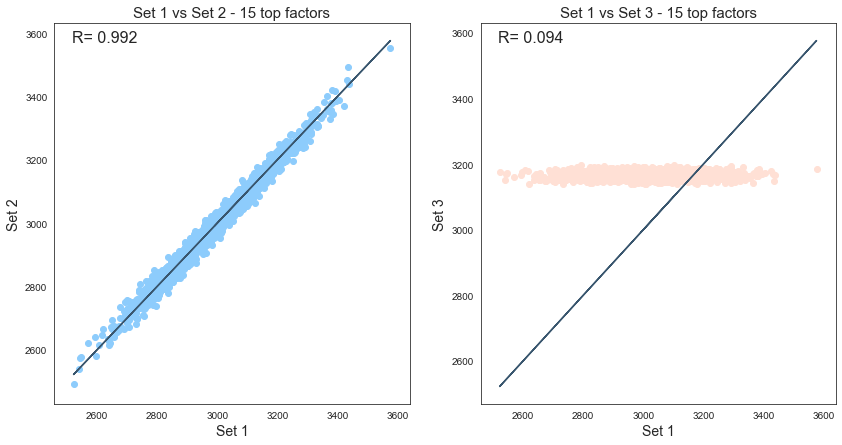 Set 1 vs Set 2 - 15 top factors
R= 0.992
3600
3400
3200
3000
2800
2600
Set 2
2600 2800 3000 3200 3400 3600
Set 1
Set 1 vs Set 3 - 15 top factors
R= 0.094
3600
3400
3200
3000
2800
2600
Set 3
2600 2800 3000 3200 3400 3600
Set 1